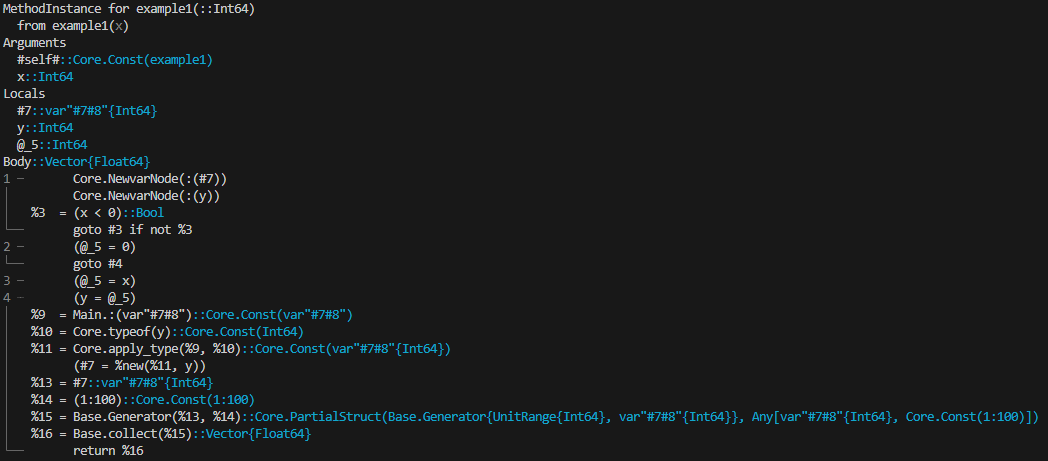 MethodInstance for example1(::Int64)
  from example1(x)
Arguments
  #self#::Core.Const(example1)
  x::Int64
Locals
  #7::var"#7#8"{Int64}
  y::Int64
  @_5::Int64
Body::Vector{Float64}
1 ─       Core.NewvarNode(:(#7))
│         Core.NewvarNode(:(y))
│   %3  = (x < 0)::Bool
└──       goto #3 if not %3
2 ─       (@_5 = 0)
└──       goto #4
3 ─       (@_5 = x)
4 ─       (y = @_5)
│   %9  = Main.:(var"#7#8")::Core.Const(var"#7#8")
│   %10 = Core.typeof(y)::Core.Const(Int64)
│   %11 = Core.apply_type(%9, %10)::Core.Const(var"#7#8"{Int64})
│         (#7 = %new(%11, y))
│   %13 = #7::var"#7#8"{Int64}
│   %14 = (1:100)::Core.Const(1:100)
│   %15 = Base.Generator(%13, %14)::Core.PartialStruct(Base.Generator{UnitRange{Int64}, var"#7#8"{Int64}}, Any[var"#7#8"{Int64}, Core.Const(1:100)])
│   %16 = Base.collect(%15)::Vector{Float64}
└──       return %16